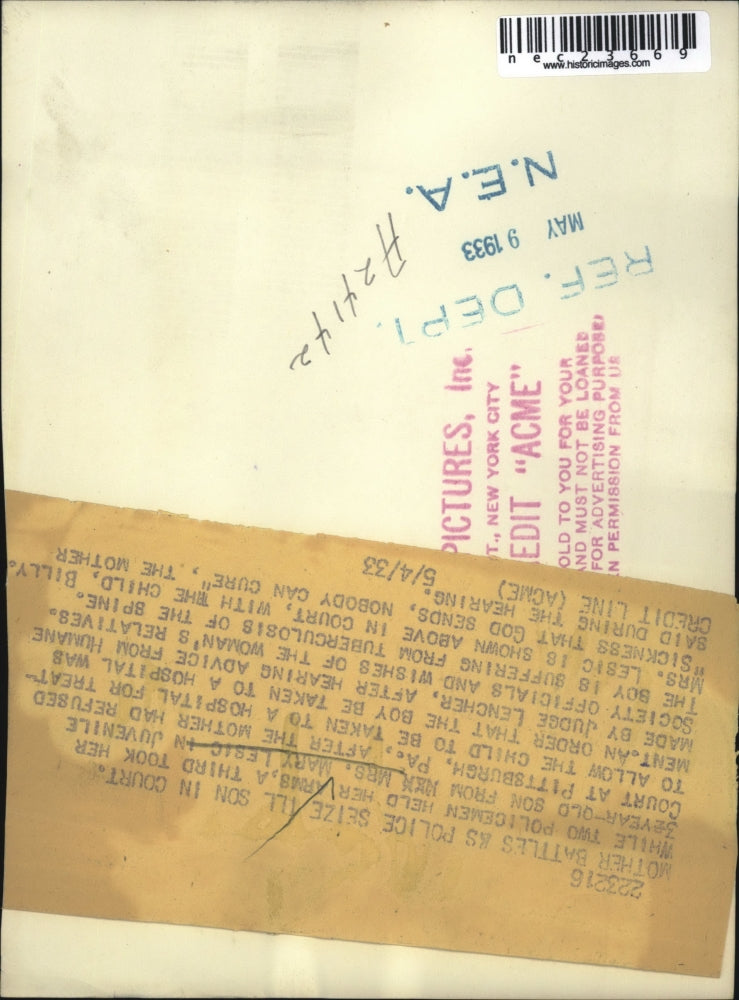 nec23669
www.historicimages.com
N.E.A.
MAY 9 1933
REF. DEPT.
A24142
PICTURES, Inc.
T., NEW YORK CITY
EDIT "ACME"
OLD TO YOU FOR YOUR
AND MUST NOT BE LOANED
FOR ADVERTISING PURPOSES
N PERMISSION FROM US
223216
MOTHER BATTLES AS POLICE SEIZE ILL SON IN COURT.
WHILE TWO POLICEMEN HELD HER ARMS, A THIRD TOOK HER
32YEAR-OLD SON FROM MRS. MARY LESIC IN JUVENILE
COURT AT PITTSBURGH, PA., AFTER THE MOTHER HAD REFUSED
TO ALLOW THE CHILD TO BE TAKEN TO A HOSPITAL FOR TREAT-
MENT. AN ORDER THAT THE BOY BE TAKEN TO A HOSPITAL WAS
MADE BY JUDGE LENCHER, AFTER HEARING ADVICE FROM HUMANE
SOCIETY OFFICIALS AND WISHES OF THE WOMAN'S RELATIVES.
THE BOY IS SUFFERING FROM TUBERCULOSIS OF THE SPINE.
MRS. LESIC IS SHOWN ABOVE IN COURT, WITH THE CHILD, BILLY.
"SICKNESS THAT GOD SENDS, NOBODY CAN CURE", THE MOTHER
SAID DURING THE HEARING.
CREDIT LINE (ACME) 5/4/33